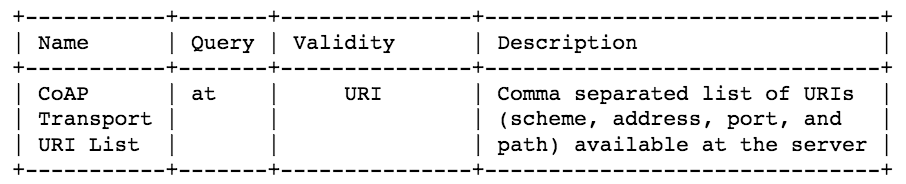 +-----------+-------+---------------+-------------------------------+
| Name      | Query | Validity      | Description                   |
+-----------+-------+---------------+-------------------------------+
| CoAP      | at    |     URI       | Comma separated list of URIs  |
| Transport |       |               | (scheme, address, port, and   |
| URI List  |       |               | path) available at the server |
+-----------+-------+---------------+-------------------------------+